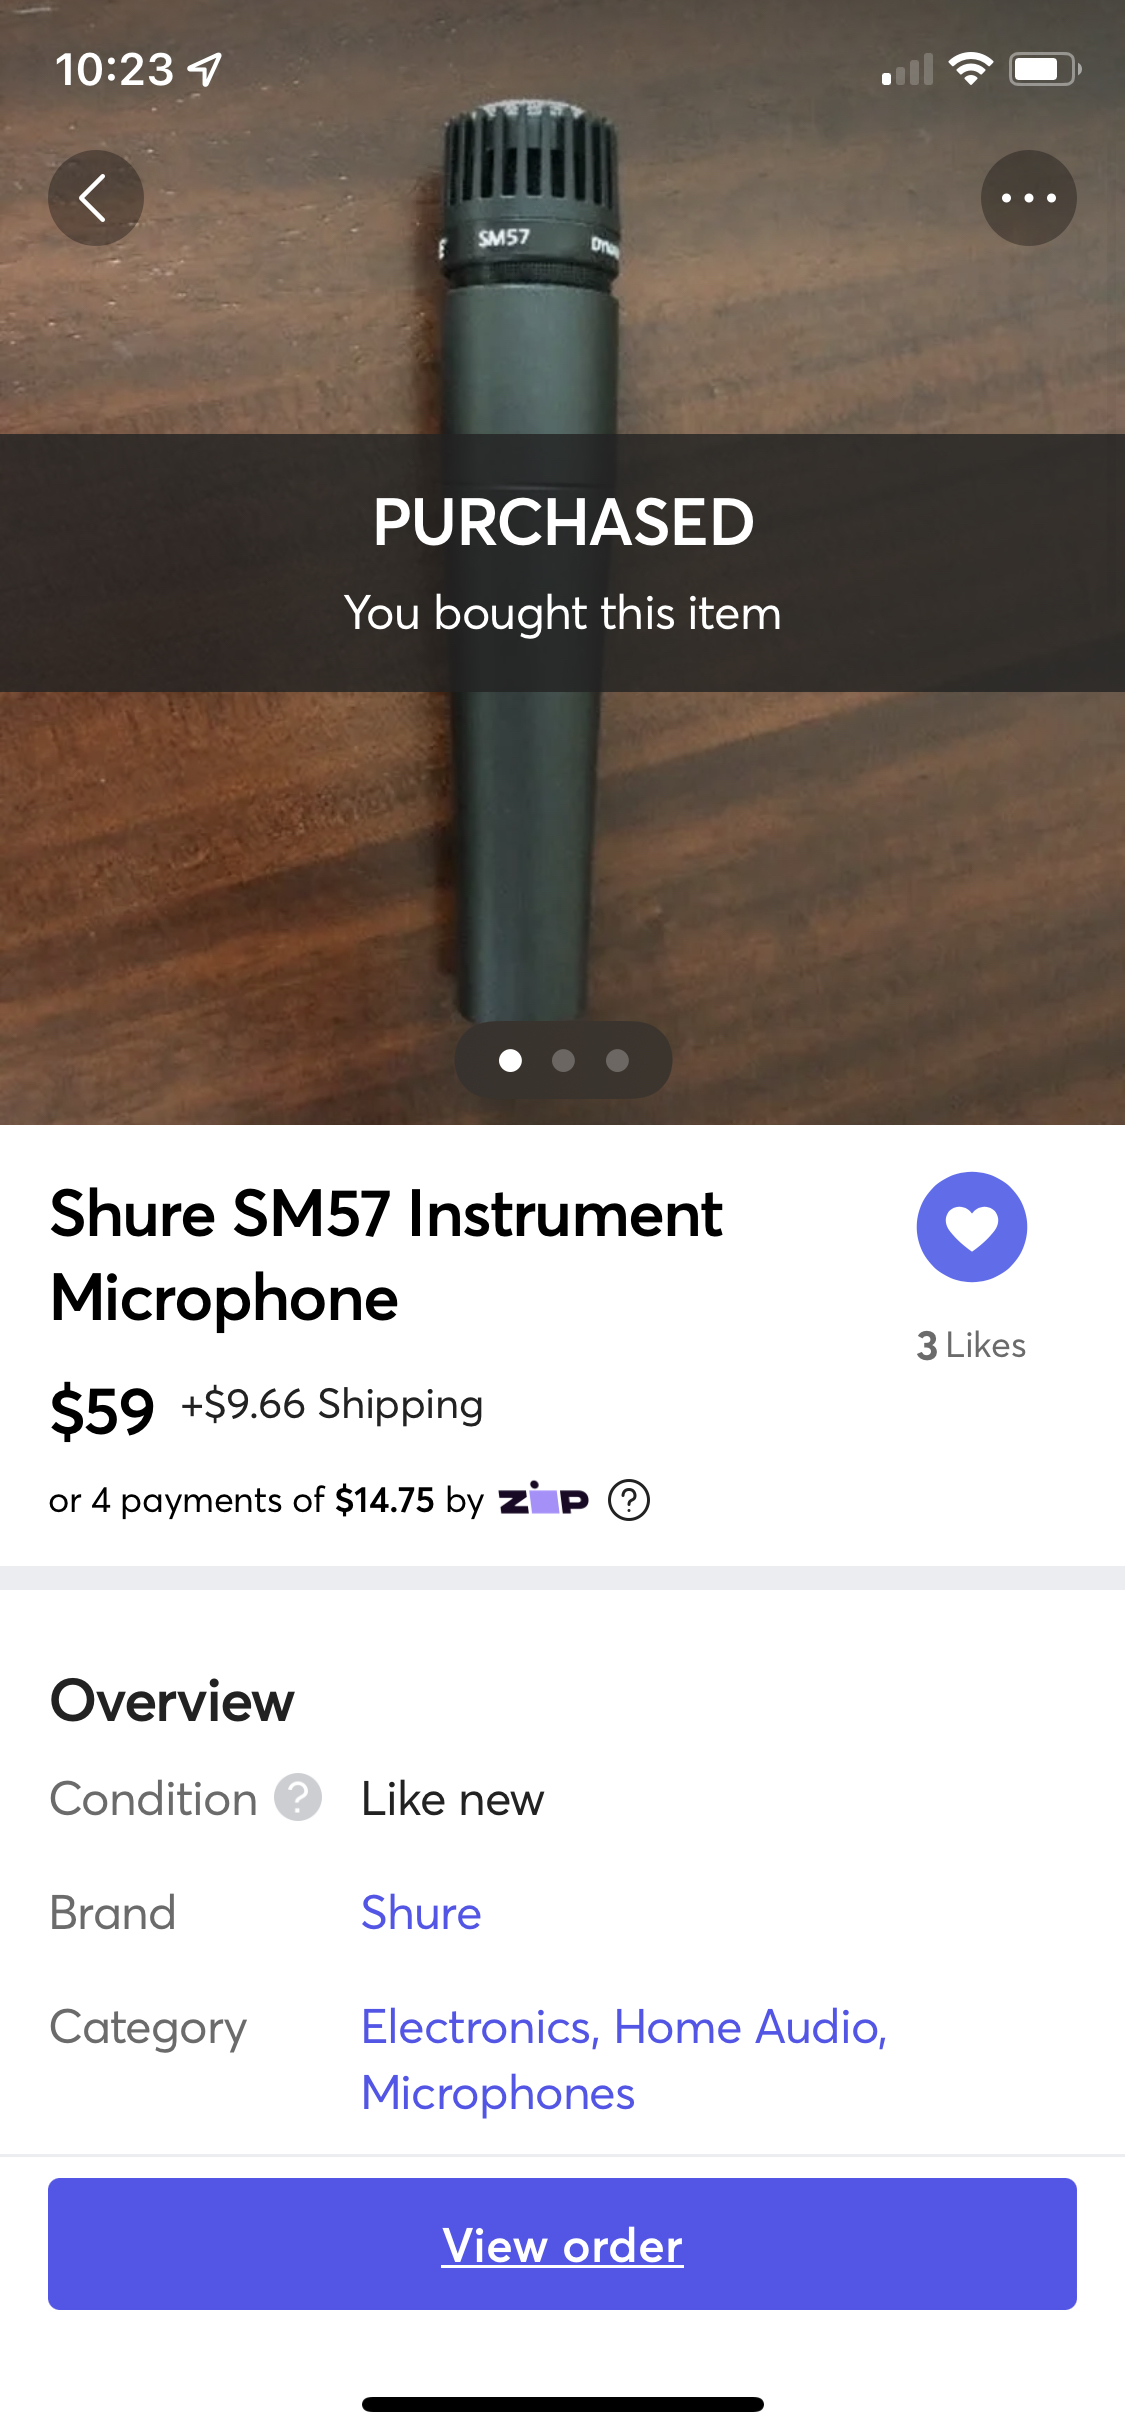 10:23
SM57
PURCHASED
You bought this item
Shure SM57 Instrument
Microphone
3 Likes
$59 +$9.66 Shipping
or 4 payments of $14.75 by zip ?
Overview
Condition ? Like new
Brand Shure
Category Electronics, Home Audio,
Microphones
View order